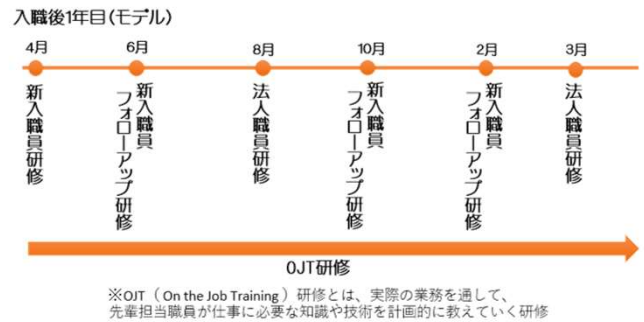 入職後1年目(モデル)
4月
6月
8月
10月
2月
3月
新入職員研修
新入職員
フォローアップ研修
法人職員研修
新入職員
フォローアップ研修
新入職員
フォローアップ研修
法人職員研修
OJT研修
※OJT（ On the Job Training ）研修とは、実際の業務を通して、
先輩担当職員が仕事に必要な知識や技術を計画的に教えていく研修